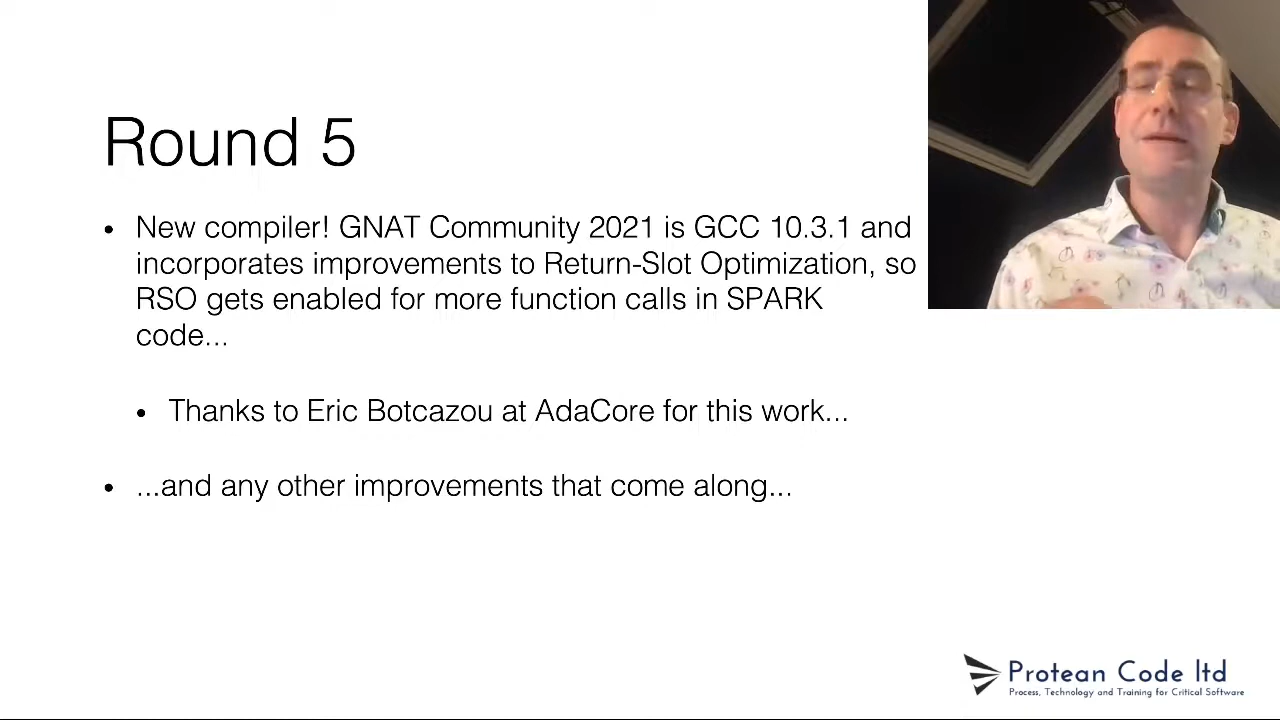 Round 5
• New compiler! GNAT Community 2021 is GCC 10.3.1 and
incorporates improvements to Return-Slot Optimization, so
RSO gets enabled for more function calls in SPARK
code...
• Thanks to Eric Botcazou at AdaCore for this work...
• ...and any other improvements that come along...
Protean Code ltd
Process, Technology and Training for Critical Software